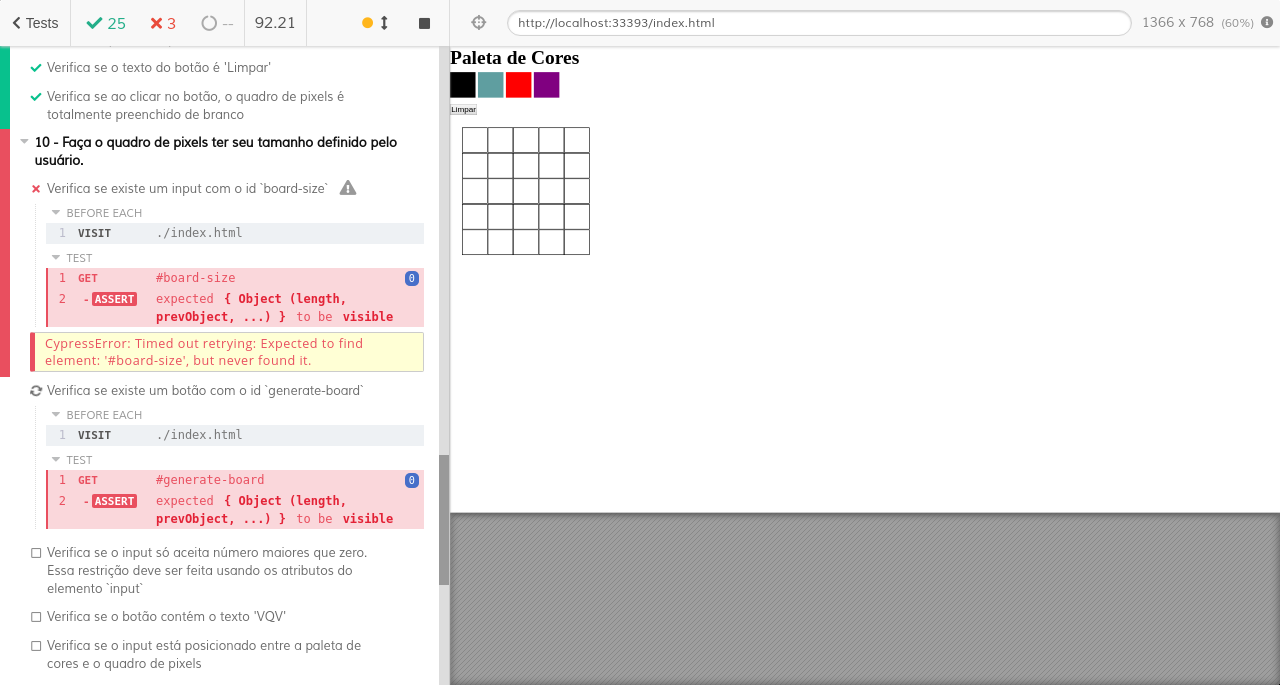 Tests
25
3
--
92.21
http://localhost:33393/index.html
1366 x 768 (60%)
Verifica se o texto do botão é 'Limpar'
Verifica se ao clicar no botão, o quadro de pixels é
totalmente preenchido de branco
10 - Faça o quadro de pixels ter seu tamanho definido pelo
usuário.
Verifica se existe um input com o id `board-size`
BEFORE EACH
1 VISIT ./index.html
TEST
1 GET #board-size 0
2 -ASSERT expected { Object (length,
prevObject, ...) } to be visible
CypressError: Timed out retrying: Expected to find
element: '#board-size', but never found it.
Verifica se existe um botão com o id `generate-board`
BEFORE EACH
1 VISIT ./index.html
TEST
1 GET #generate-board 0
2 -ASSERT expected { Object (length,
prevObject, ...) } to be visible
Verifica se o input só aceita número maiores que zero.
Essa restrição deve ser feita usando os atributos do
elemento `input`
Verifica se o botão contém o texto 'VQV'
Verifica se o input está posicionado entre a paleta de
cores e o quadro de pixels
Paleta de Cores
Limpar